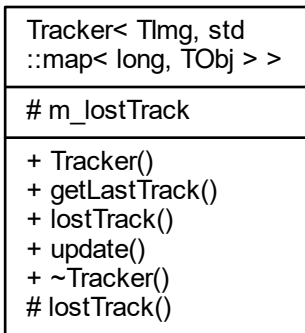 Tracker< TImg, std
::map< long, TObj > >
# m_lostTrack
+ Tracker()
+ getLastTrack()
+ lostTrack()
+ update()
+ ~Tracker()
# lostTrack()